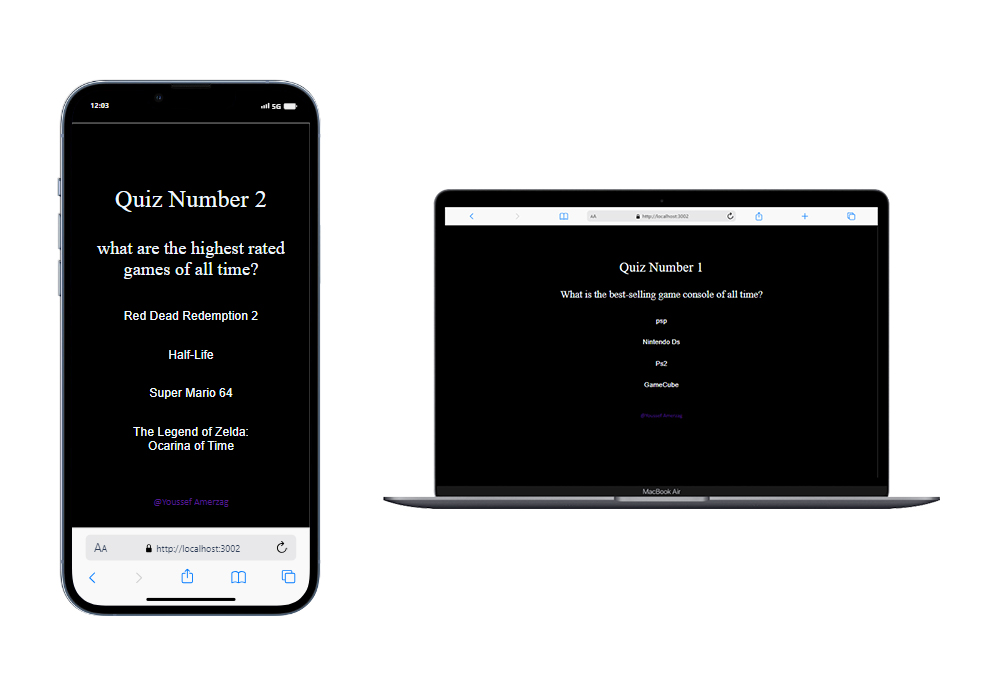 12:03
5G
Quiz Number 2
what are the highest rated
games of all time?
Red Dead Redemption 2
Half-Life
Super Mario 64
The Legend of Zelda:
Ocarina of Time
@Youssef Amerzag
AA
http://localhost:3002
AA
http://localhost:3002
Quiz Number 1
What is the best-selling game console of all time?
psp
Nintendo Ds
Ps2
GameCube
@Youssef Amerzag
MacBook Air